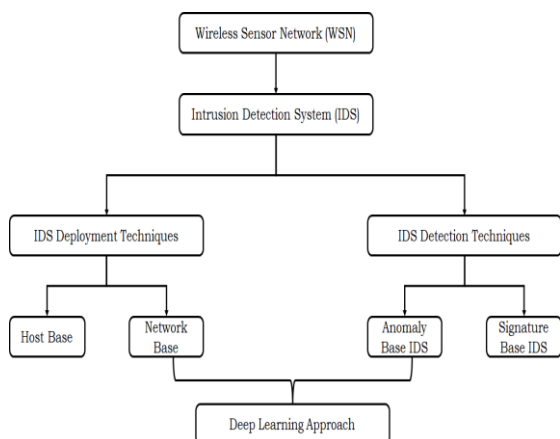 Wireless Sensor Network (WSN)
Intrusion Detection System (IDS)
IDS Deployment Techniques
IDS Detection Techniques
Host Base
Network
Base
Anomaly
Base IDS
Signature
Base IDS
Deep Learning Approach